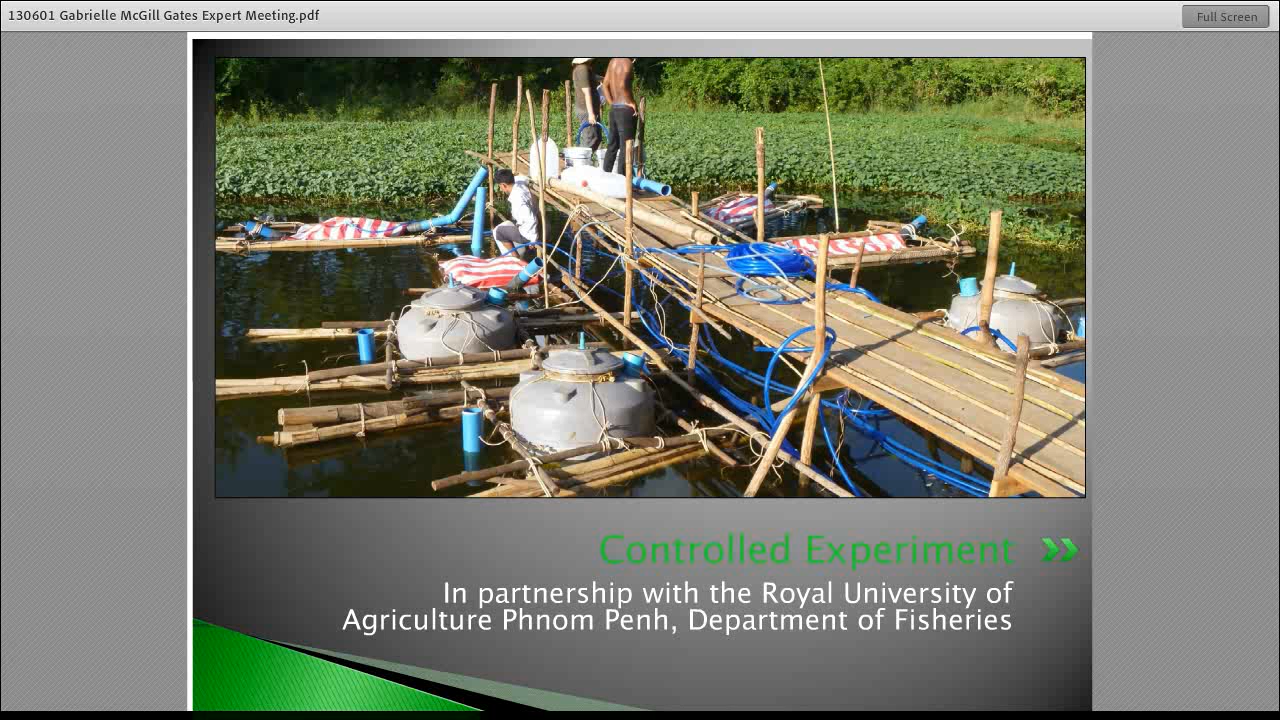 130601 Gabrielle McGill Gates Expert Meeting.pdf
Full Screen
Controlled Experiment
In partnership with the Royal University of
Agriculture Phnom Penh, Department of Fisheries